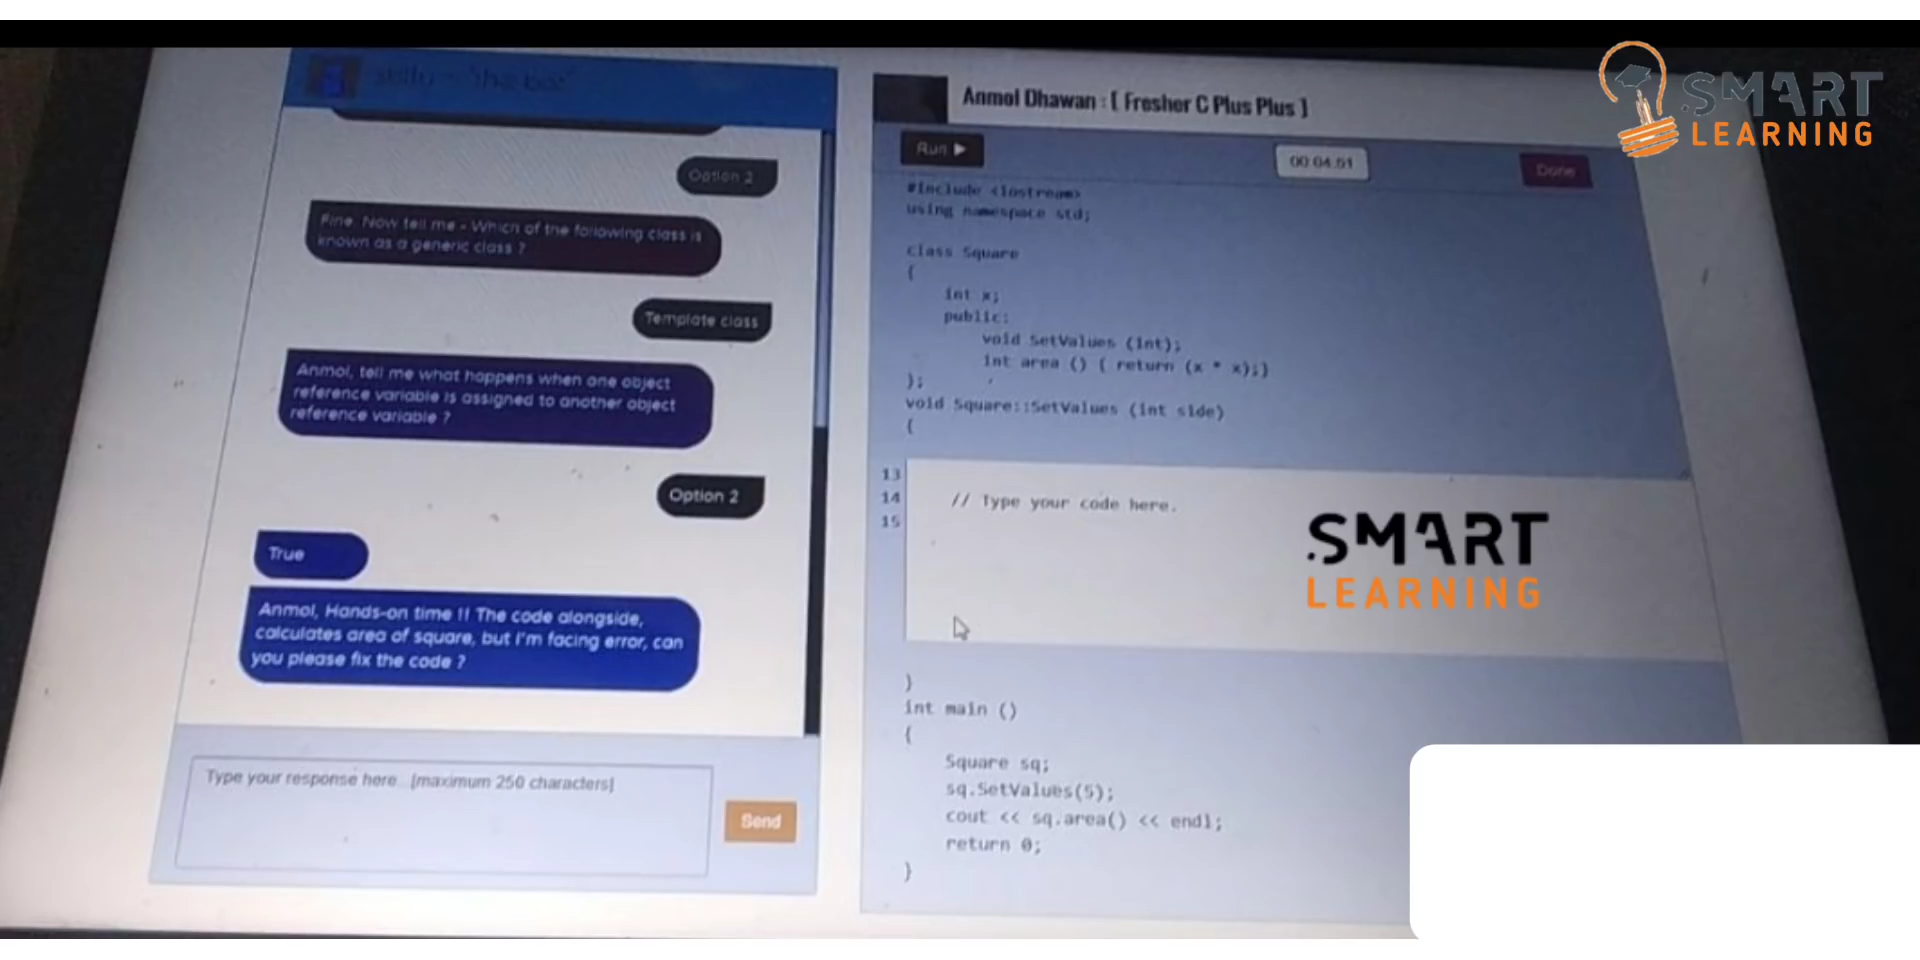 "the bot"
Option 2
Fine. Now tell me - Which of the following class is
known as a generic class ?
Template class
Anmol, tell me what happens when one object
reference variable is assigned to another object
reference variable ?
Option 2
True
Anmol, Hands-on time !! The code alongside,
calculates area of square, but I'm facing error, can
you please fix the code ?
Type your response here. (maximum 250 characters)
Send
Anmol Dhawan : [ Fresher C Plus Plus ]
Run
00:04:01
Done
#include <iostream>
using namespace std;
class Square
{
int x;
public:
void SetValues (int);
int area () { return (x * x);}
};
void Square::SetValues (int side)
{
13
14 // Type your code here.
15
}
int main ()
{
Square sq;
sq.SetValues(5);
cout << sq.area() << endl;
return 0;
}
SMART
LEARNING
SMART
LEARNING